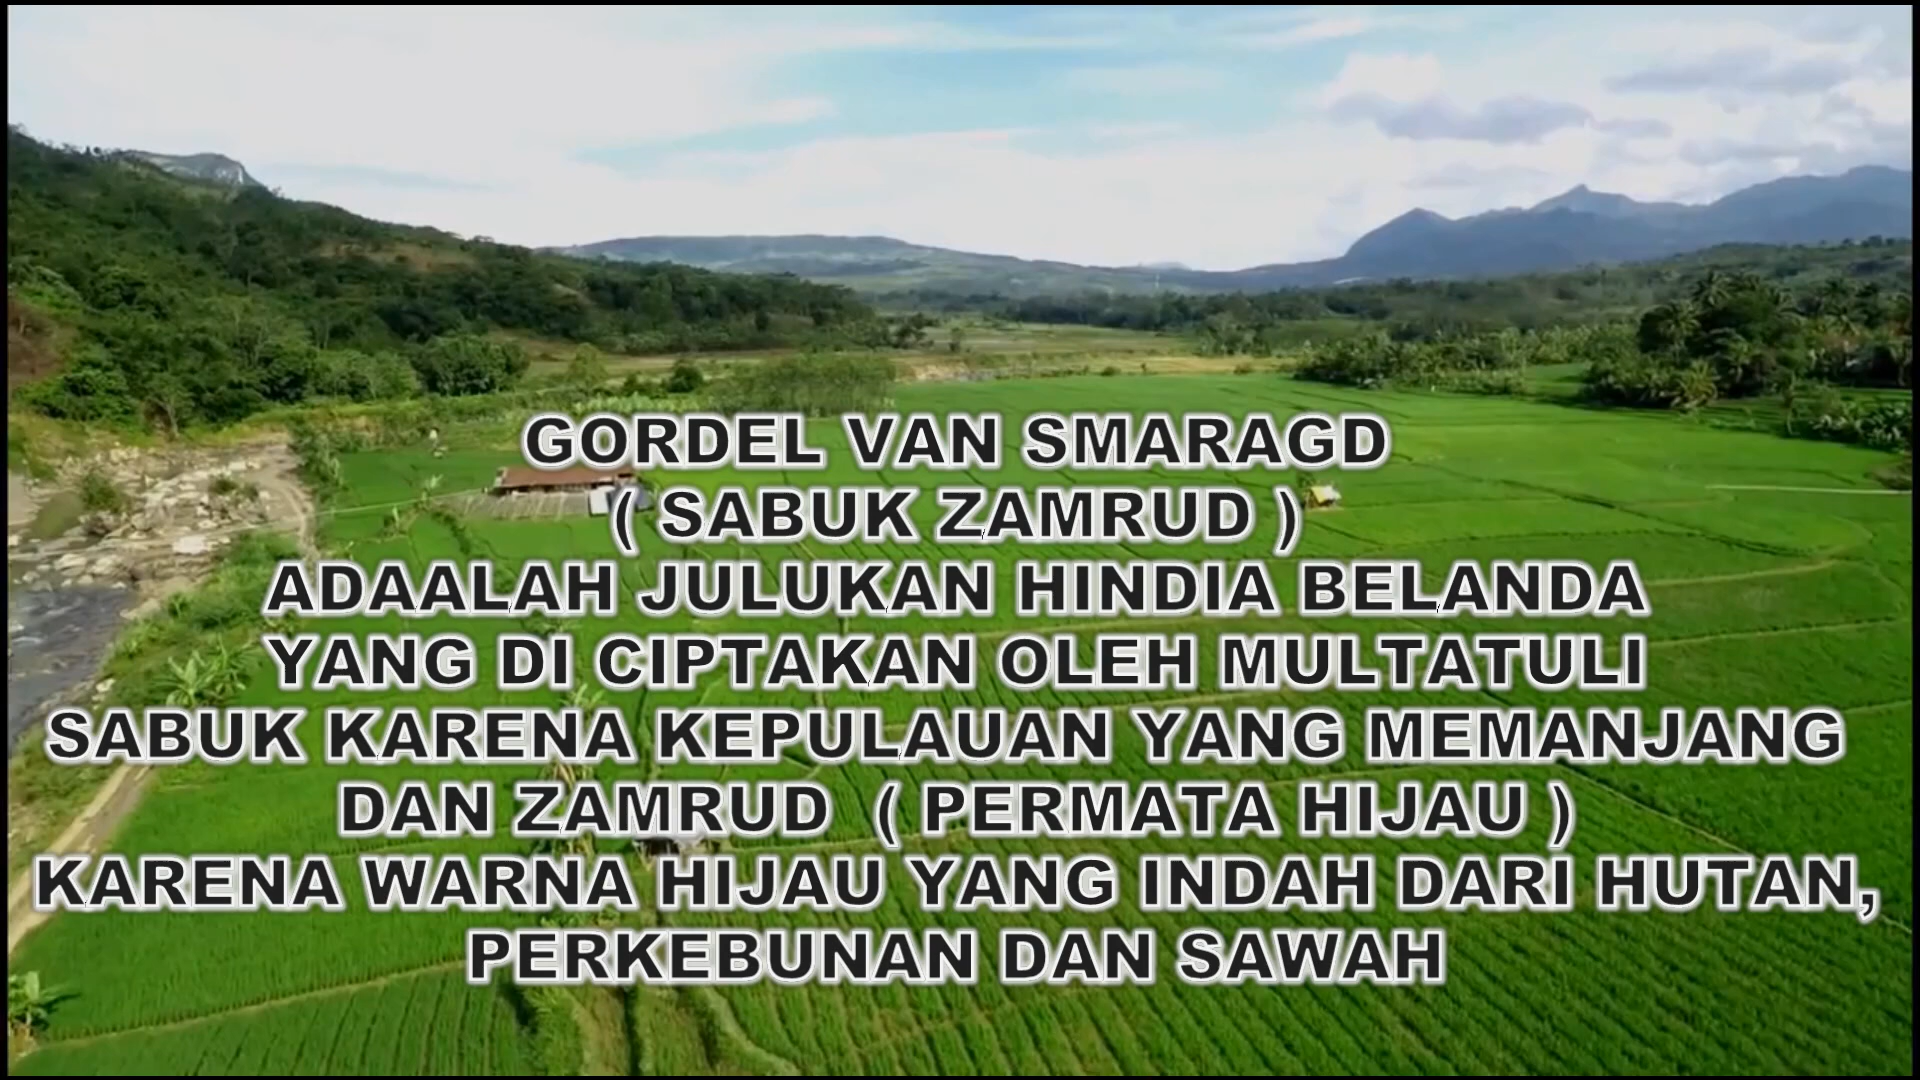 GORDEL VAN SMARAGD
( SABUK ZAMRUD )
ADAALAH JULUKAN HINDIA BELANDA
YANG DI CIPTAKAN OLEH MULTATULI
SABUK KARENA KEPULAUAN YANG MEMANJANG
DAN ZAMRUD ( PERMATA HIJAU )
KARENA WARNA HIJAU YANG INDAH DARI HUTAN,
PERKEBUNAN DAN SAWAH